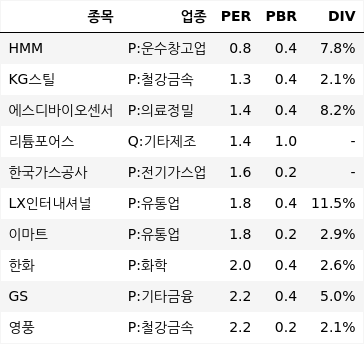 종목 업종 PER PBR DIV
HMM P:운수창고업 0.8 0.4 7.8%
KG스틸 P:철강금속 1.3 0.4 2.1%
에스디바이오센서 P:의료정밀 1.4 0.4 8.2%
리튬포어스 Q:기타제조 1.4 1.0 -
한국가스공사 P:전기가스업 1.6 0.2 -
LX인터내셔널 P:유통업 1.8 0.4 11.5%
이마트 P:유통업 1.8 0.2 2.9%
한화 P:화학 2.0 0.4 2.6%
GS P:기타금융 2.2 0.4 5.0%
영풍 P:철강금속 2.2 0.2 2.1%